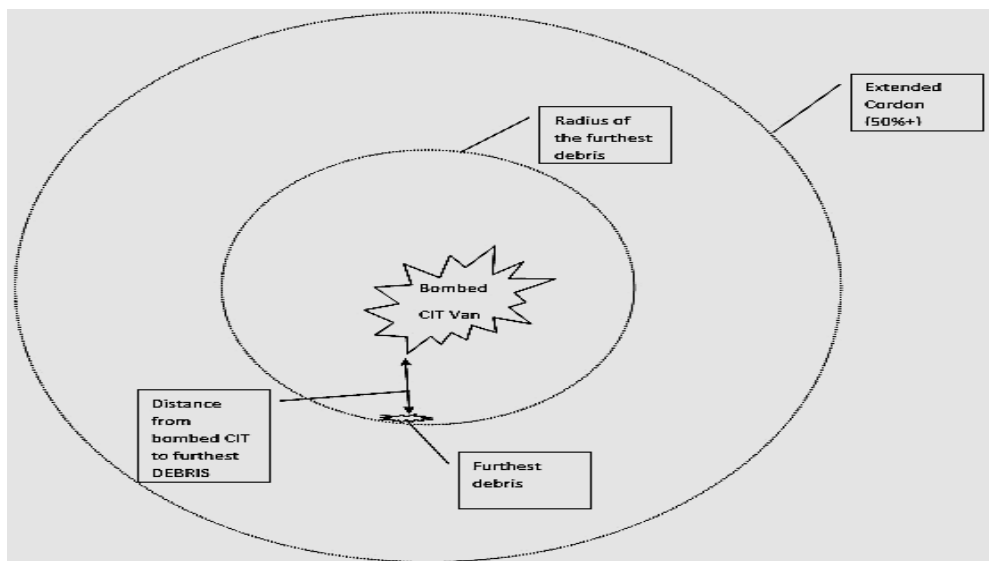 Extended
Cordon
(50%+)
Radius of
the furthest
debris
Bombed
CIT Van
Distance
from
bombed CIT
to furthest
DEBRIS
Furthest
debris